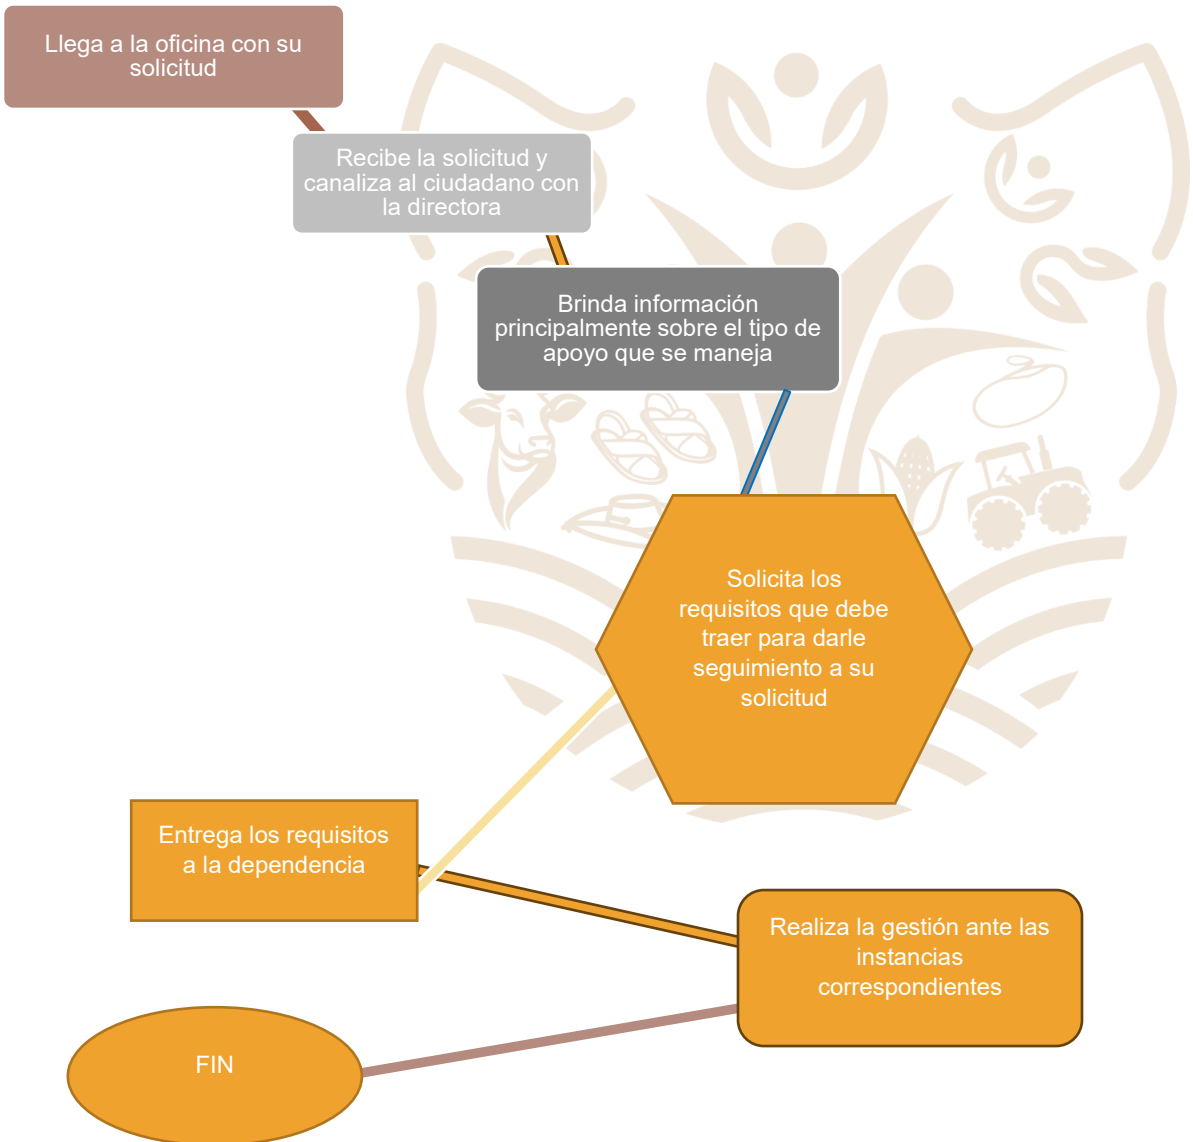 Llega a la oficina con su
solicitud
Recibe la solicitud y
canaliza al ciudadano con
la directora
Brinda información
principalmente sobre el tipo de
apoyo que se maneja
Solicita los
requisitos que debe
traer para darle
seguimiento a su
solicitud
Entrega los requisitos
a la dependencia
Realiza la gestión ante las
instancias
correspondientes
FIN